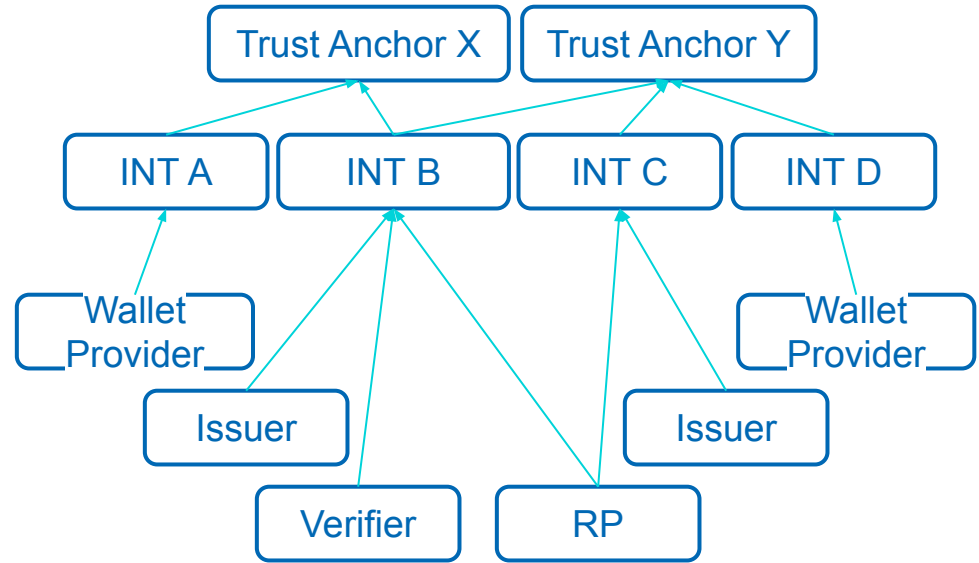 Trust Anchor X
Trust Anchor Y
INT A
INT B
INT C
INT D
Wallet
Provider
Wallet
Provider
Issuer
Issuer
Verifier
RP